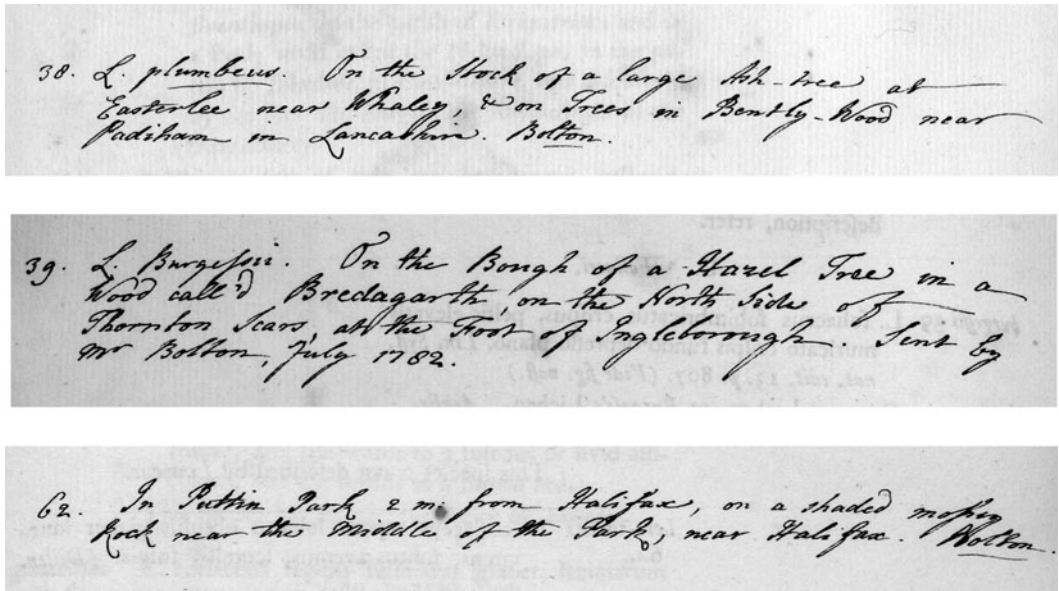 38. L. plumbeus. On the Stock of a large Ash-tree at
Easterlee near Whaley, & on Trees in Bently-Wood near
Padiham in Lancashire. Bolton.
39. L. Burgessii. On the Bough of a Hazel Tree in a
Wood call'd Bredagarth on the North Side of
Thornton Scars, at the Foot of Ingleborough. Sent by
Mr Bolton, July 1782.
62. In Park 2 m. from Halifax, on a shaded mossy
Rock near the Middle of the Park, near Halifax. Bolton.